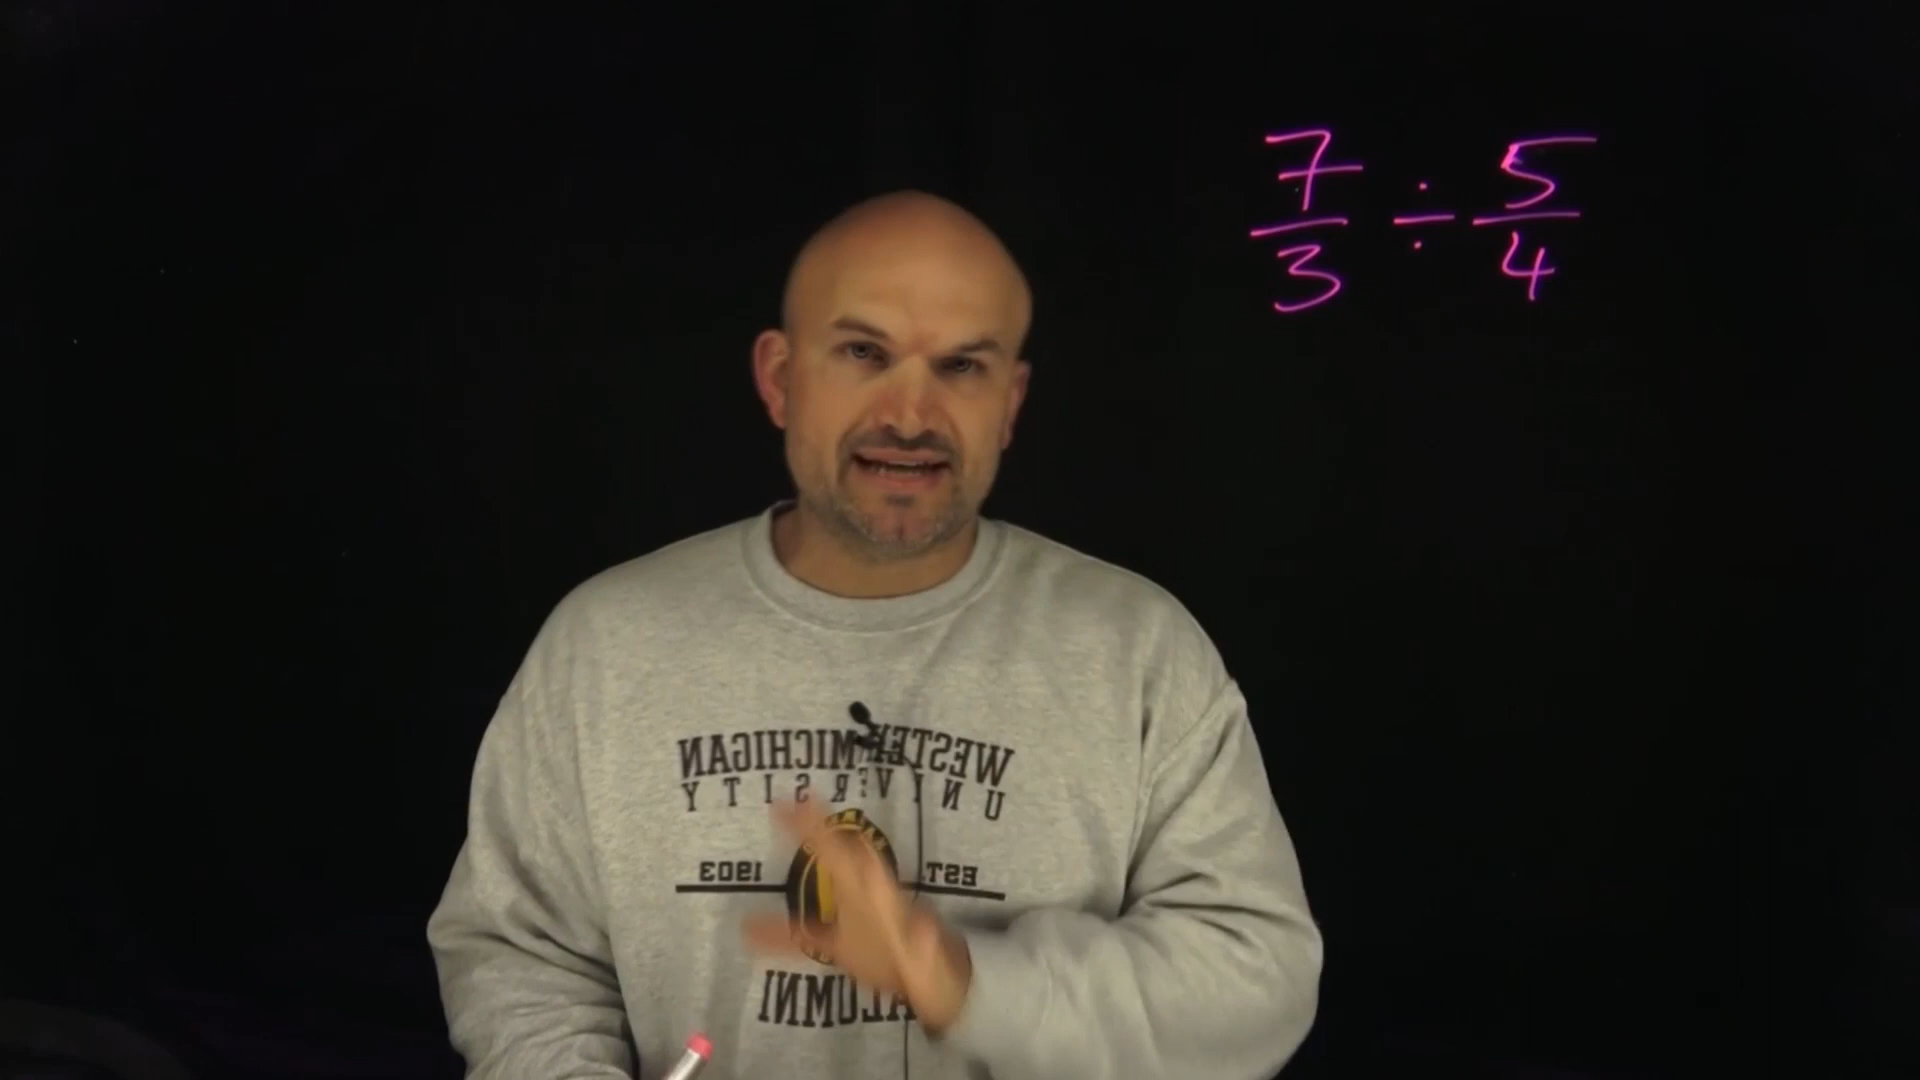 7/3 ÷ 5/4
WESTERN MICHIGAN
UNIVERSITY
EST. 1903
ALUMNI